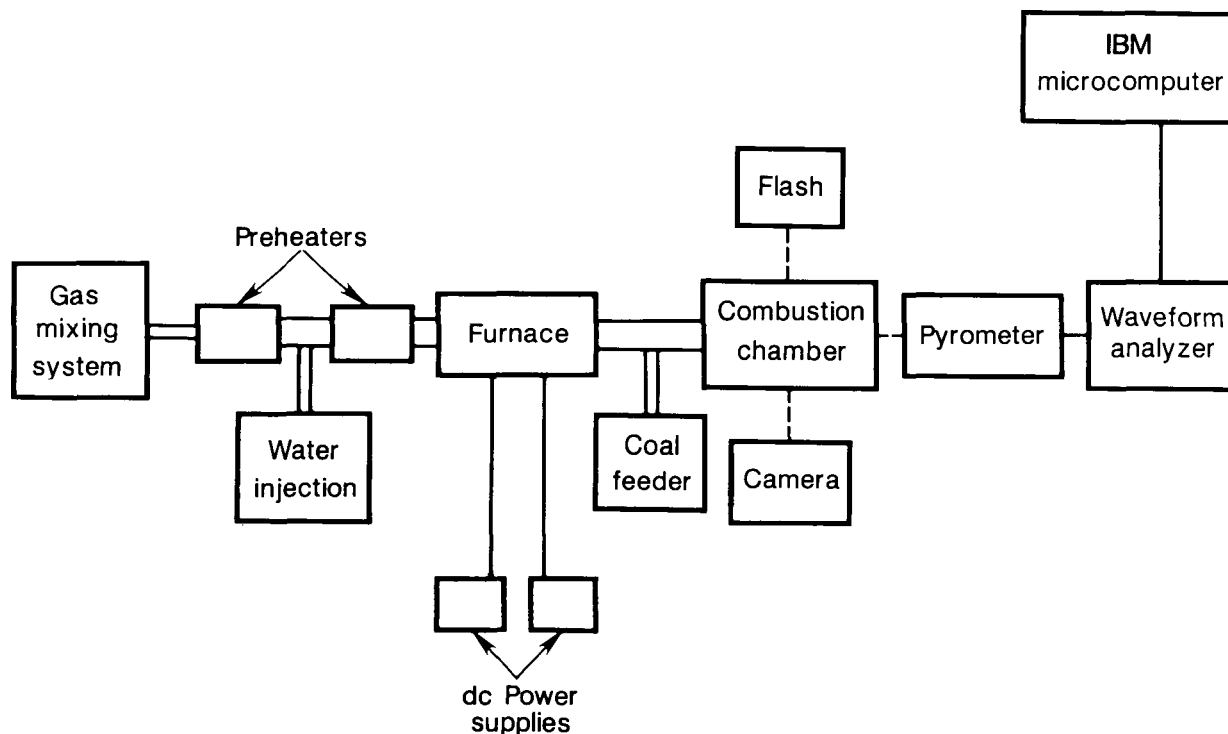 IBM
microcomputer
Flash
Preheaters
Gas
mixing
system
Furnace
Combustion
chamber
Pyrometer
Waveform
analyzer
Water
injection
Coal
feeder
Camera
dc Power
supplies